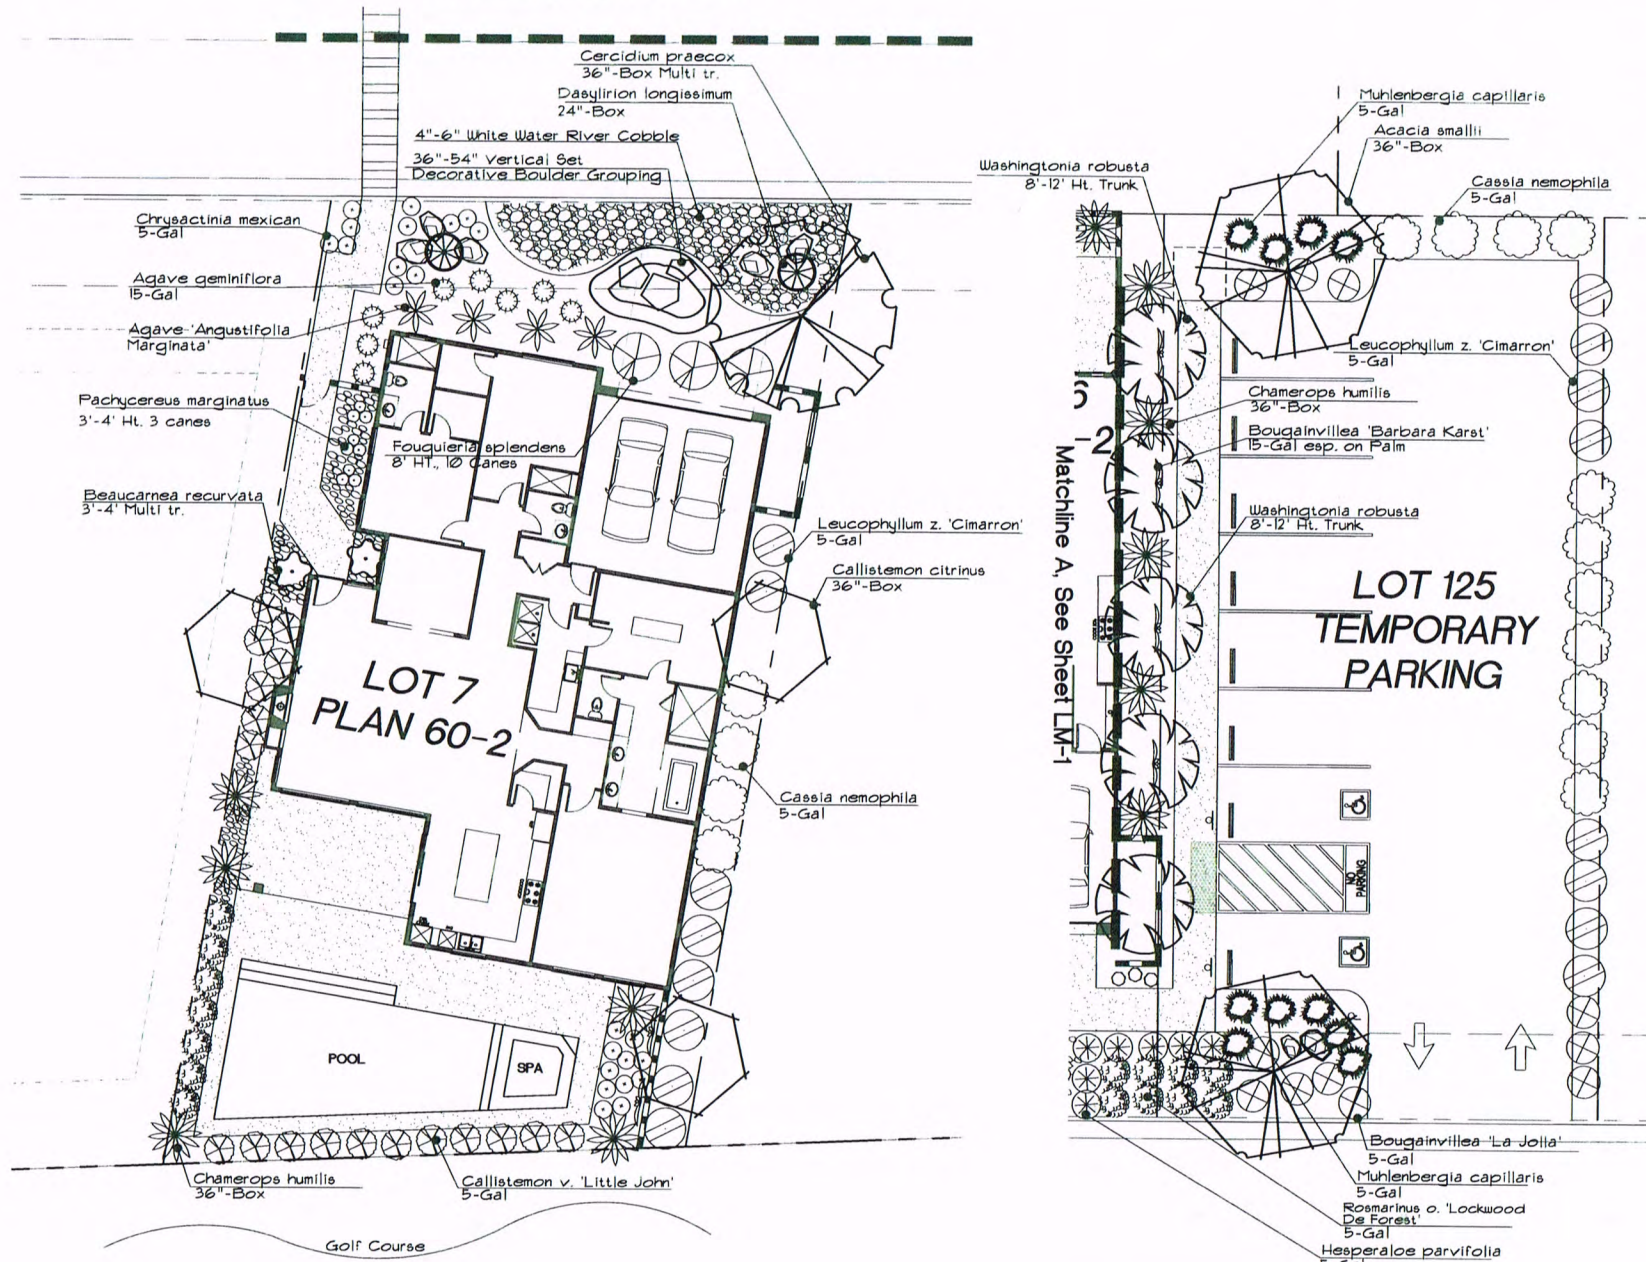 Cercidium praecox
36"-Box Multi tr.
Dasylirion longissimum
24"-Box
4"-6" White Water River Cobble
36"-54" Vertical Set
Decorative Boulder Grouping
Chrysactinia mexican
5-Gal
Agave geminiflora
15-Gal
Agave 'Angustifolia
Marginata'
Pachycereus marginatus
3'-4' Ht. 3 canes
Fouquieria splendens
8' HT., 10 Canes
Beaucarnea recurvata
3'-4' Multi tr.
Leucophyllum z. 'Cimarron'
5-Gal
Callistemon citrinus
36"-Box
LOT 7
PLAN 60-2
Cassia nemophila
5-Gal
POOL
SPA
Chamerops humilis
36"-Box
Callistemon v. 'Little John'
5-Gal
Golf Course
Muhlenbergia capillaris
5-Gal
Acacia smallii
36"-Box
Washingtonia robusta
8'-12' Ht. Trunk
Cassia nemophila
5-Gal
Leucophyllum z. 'Cimarron'
5-Gal
Chamerops humilis
36"-Box
Bougainvillea 'Barbara Karst'
15-Gal esp. on Palm
-2
Matchline A, See Sheet LM-1
Washingtonia robusta
8'-12' Ht. Trunk
LOT 125
TEMPORARY
PARKING
NO
PARKING
Bougainvillea 'La Jolla'
5-Gal
Muhlenbergia capillaris
5-Gal
Rosmarinus o. 'Lockwood
De Forest'
5-Gal
Hesperaloe parvifolia